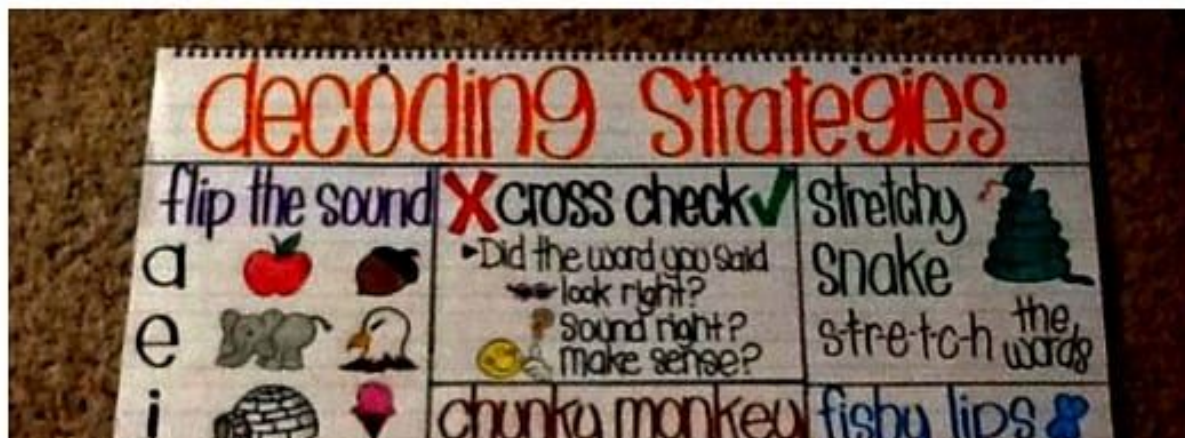 decoding strategies
flip the sound
a
e
i
X cross check ✓
▸Did the word you said
look right?
Sound right?
make sense?
stretchy
snake
s-t-r-e-t-c-h the words
chunky monkey
fishy lips